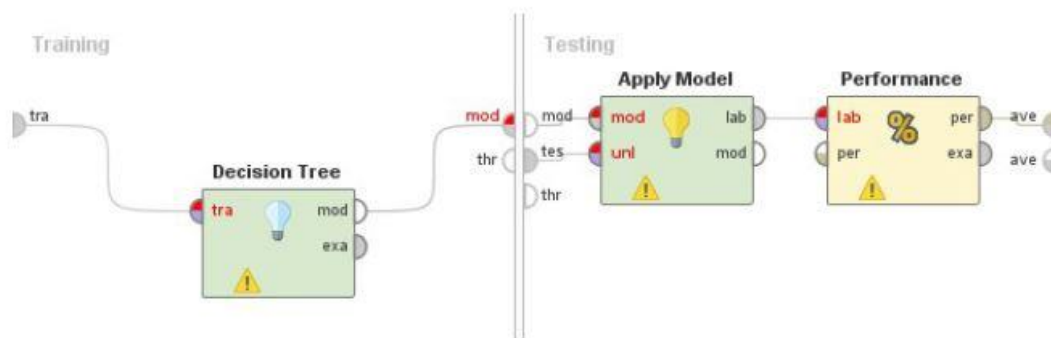 Training
tra
Decision Tree
tra
mod
exa
mod
thr
Testing
mod
tes
thr
Apply Model
mod
lab
unl
mod
Performance
lab
%
per
per
exa
ave
ave